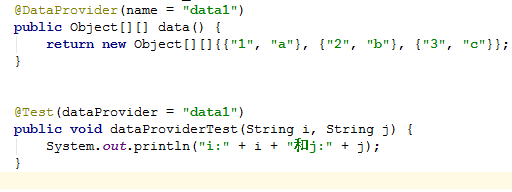 @DataProvider(name = "data1")
public Object[][] data() {
    return new Object[][]{{"1", "a"}, {"2", "b"}, {"3", "c"}};
}
@Test(dataProvider = "data1")
public void dataProviderTest(String i, String j) {
    System.out.println("i:" + i + "和j:" + j);
}